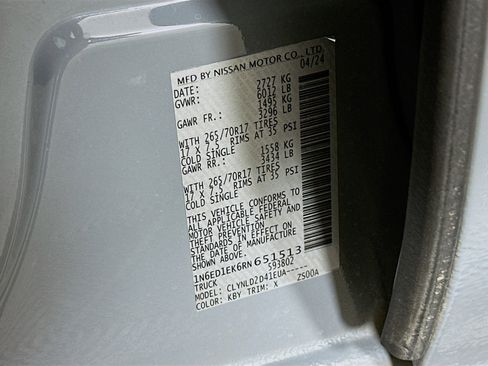 MFD BY NISSAN MOTOR CO., LTD.
DATE: 04/24
GVWR: 2727 KG
6012 LB
GAWR FR.: 1495 KG
3296 LB
WITH 265/70R17 TIRES
17 X 7.5 RIMS AT 35 PSI
COLD SINGLE
GAWR RR.: 1558 KG
3434 LB
WITH 265/70R17 TIRES
17 X 7.5 RIMS AT 35 PSI
COLD SINGLE
THIS VEHICLE CONFORMS TO
ALL APPLICABLE FEDERAL
MOTOR VEHICLE SAFETY AND
THEFT PREVENTION
STANDARDS IN EFFECT ON
THE DATE OF MANUFACTURE
SHOWN ABOVE.
1N6ED1EK6RN651513
TRUCK 593802
MODEL: CLYNLD2D41EUA-----
COLOR: KBY TRIM: X ZS00A